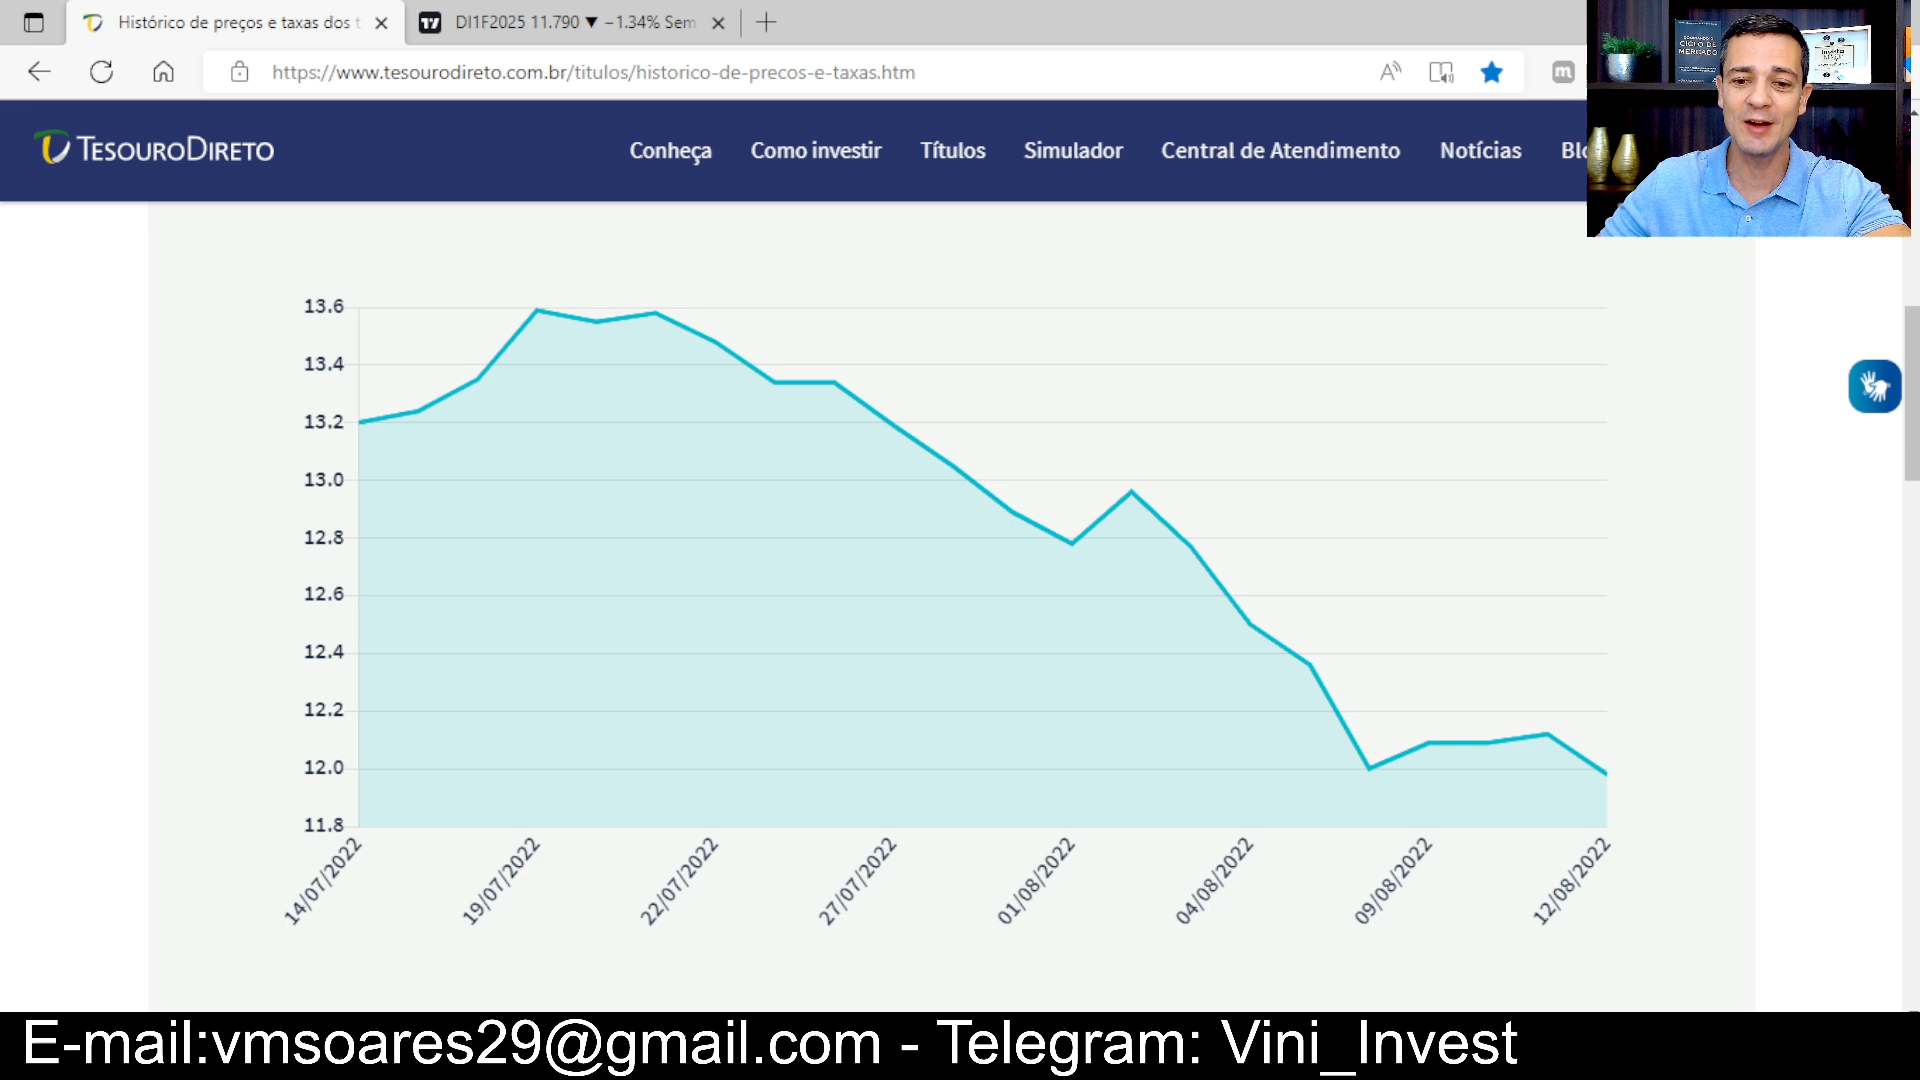 Histórico de preços e taxas dos t
DI1F2025 11.790 ▼ −1.34% Sem
https://www.tesourodireto.com.br/titulos/historico-de-precos-e-taxas.htm
TESOURODIRETO
Conheça Como investir Títulos Simulador Central de Atendimento Notícias Blo
CICLO DE
MERCADO
13.6
13.4
13.2
13.0
12.8
12.6
12.4
12.2
12.0
11.8
14/07/2022 19/07/2022 22/07/2022 27/07/2022 01/08/2022 04/08/2022 09/08/2022 12/08/2022
E-mail:vmsoares29@gmail.com - Telegram: Vini_Invest